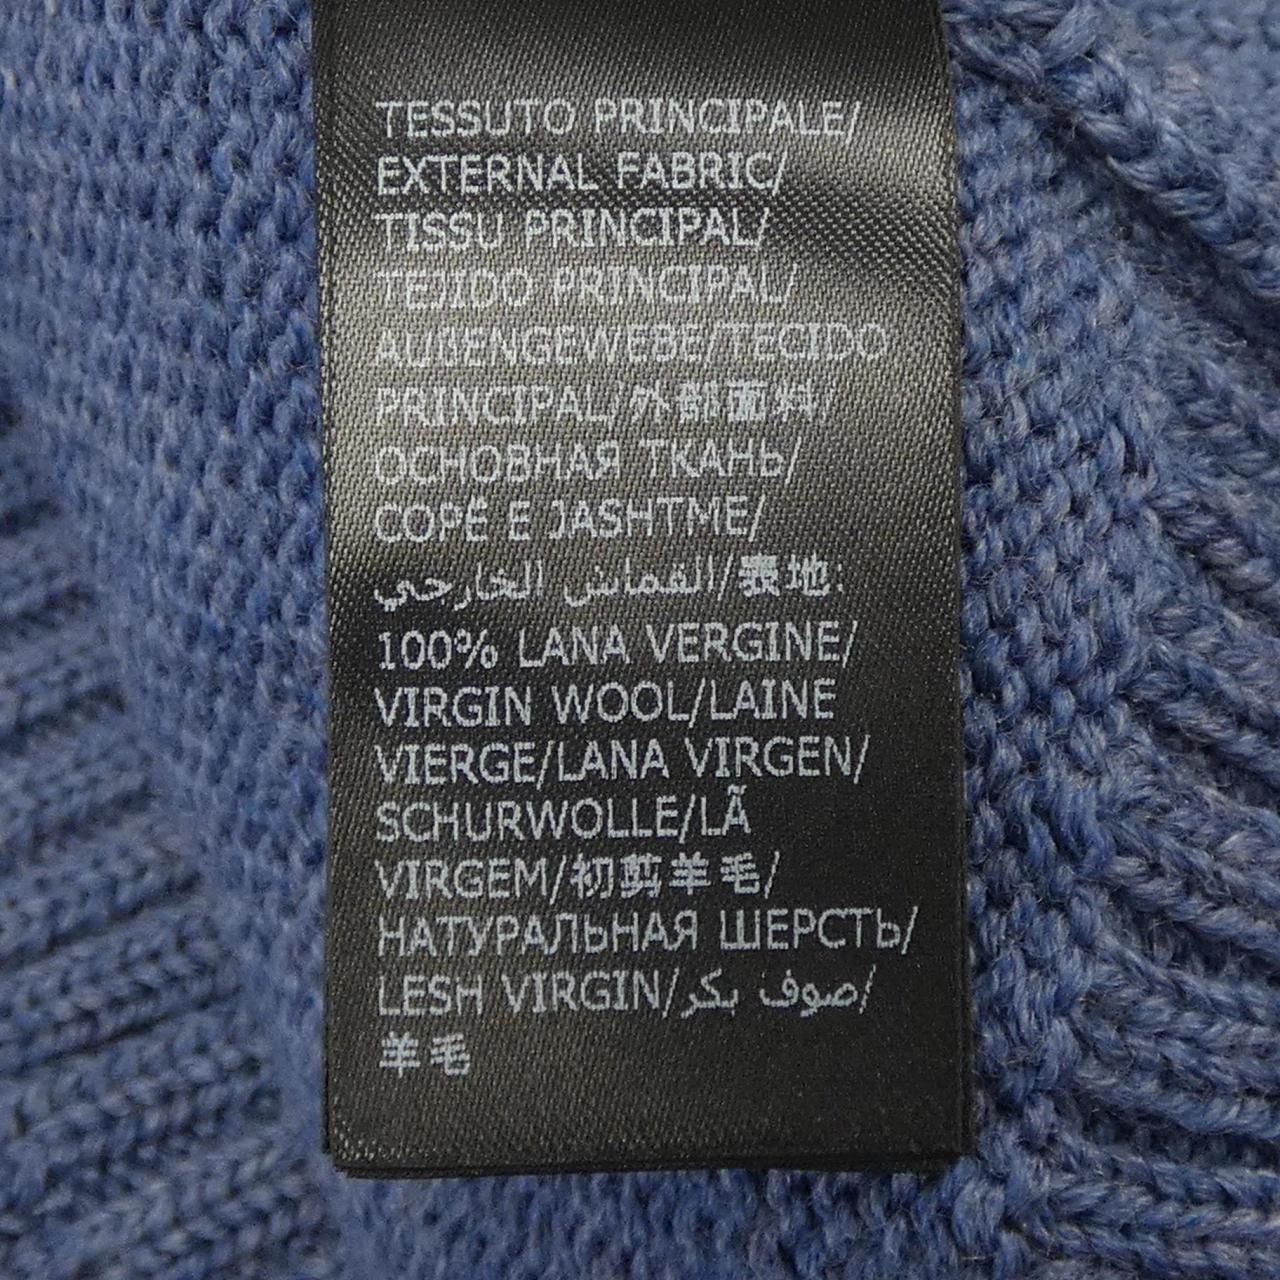 TESSUTO PRINCIPALE/
EXTERNAL FABRIC/
TISSU PRINCIPAL/
TEJIDO PRINCIPAL/
AUßENGEWEBE/TECIDO
PRINCIPAL/外部面料/
ОСНОВНАЯ ТКАНЬ/
COPË E JASHTME/
القماش الخارجي/表地:
100% LANA VERGINE/
VIRGIN WOOL/LAINE
VIERGE/LANA VIRGEN/
SCHURWOLLE/LÃ
VIRGEM/初剪羊毛/
НАТУРАЛЬНАЯ ШЕРСТЬ/
LESH VIRGIN/صوف بكر/
羊毛